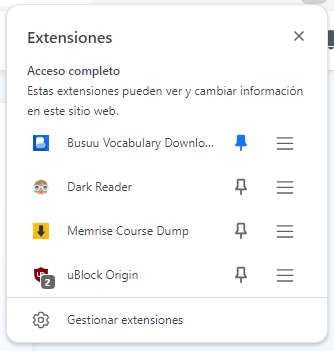 Extensiones
Acceso completo
Estas extensiones pueden ver y cambiar información
en este sitio web.
Busuu Vocabulary Downlo...
Dark Reader
Memrise Course Dump
uBlock Origin
2
Gestionar extensiones